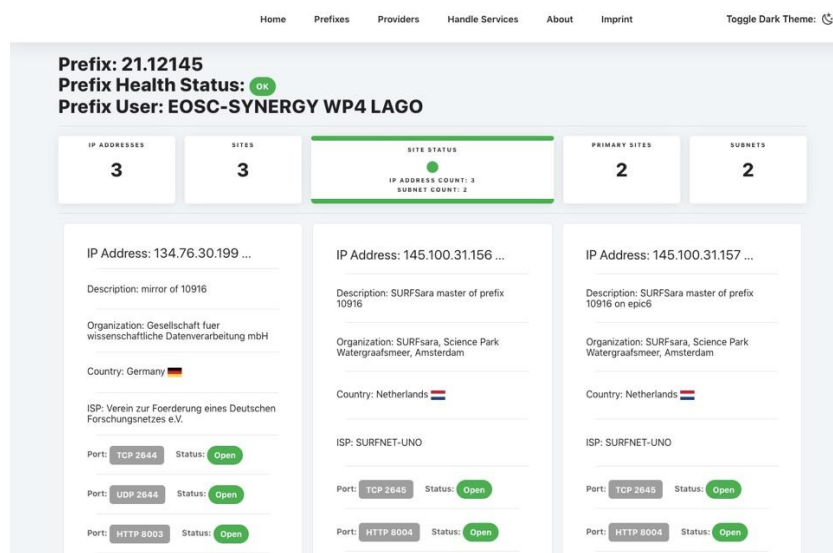 Home Prefixes Providers Handle Services About Imprint Toggle Dark Theme:
Prefix: 21.12145
Prefix Health Status: OK
Prefix User: EOSC-SYNERGY WP4 LAGO
IP ADDRESSES
3
SITES
3
SITE STATUS
IP ADDRESS COUNT: 3
SUBNET COUNT: 2
PRIMARY SITES
2
SUBNETS
2
IP Address: 134.76.30.199 ...
Description: mirror of 10916
Organization: Gesellschaft fuer
wissenschaftliche Datenverarbeitung mbH
Country: Germany
ISP: Verein zur Foerderung eines Deutschen
Forschungsnetzes e.V.
Port: TCP 2644 Status: Open
Port: UDP 2644 Status: Open
Port: HTTP 8003 Status: Open
IP Address: 145.100.31.156 ...
Description: SURFSara master of prefix
10916
Organization: SURFsara, Science Park
Watergraafsmeer, Amsterdam
Country: Netherlands
ISP: SURFNET-UNO
Port: TCP 2645 Status: Open
Port: HTTP 8004 Status: Open
IP Address: 145.100.31.157 ...
Description: SURFSara master of prefix
10916 on epic6
Organization: SURFsara, Science Park
Watergraafsmeer, Amsterdam
Country: Netherlands
ISP: SURFNET-UNO
Port: TCP 2645 Status: Open
Port: HTTP 8004 Status: Open